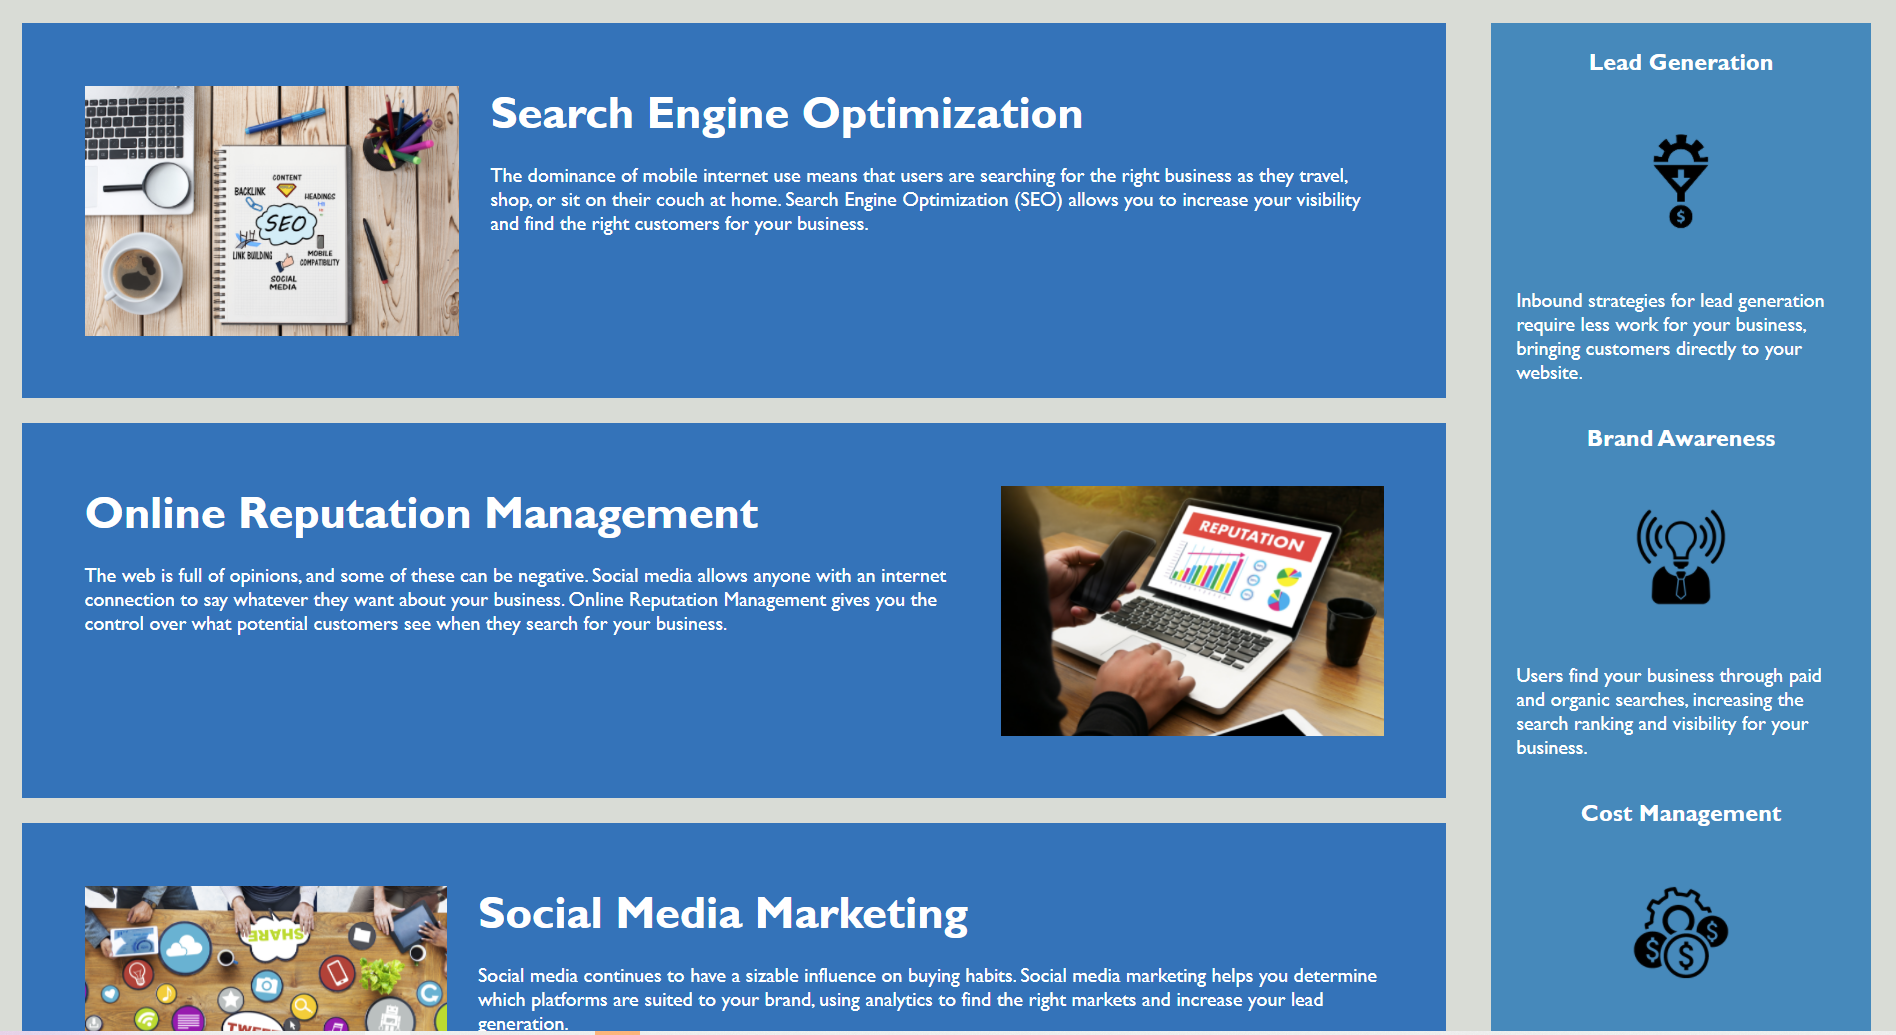 Search Engine Optimization
The dominance of mobile internet use means that users are searching for the right business as they travel,
shop, or sit on their couch at home. Search Engine Optimization (SEO) allows you to increase your visibility
and find the right customers for your business.
CONTENT
BACKLINK
HEADINGS
SEO
LINK BUILDING
MOBILE
COMPATIBILITY
SOCIAL
MEDIA
Online Reputation Management
The web is full of opinions, and some of these can be negative. Social media allows anyone with an internet
connection to say whatever they want about your business. Online Reputation Management gives you the
control over what potential customers see when they search for your business.
REPUTATION
Social Media Marketing
Social media continues to have a sizable influence on buying habits. Social media marketing helps you determine
which platforms are suited to your brand, using analytics to find the right markets and increase your lead
generation.
SHARE
Lead Generation
$
Inbound strategies for lead generation
require less work for your business,
bringing customers directly to your
website.
Brand Awareness
Users find your business through paid
and organic searches, increasing the
search ranking and visibility for your
business.
Cost Management
$ $ $